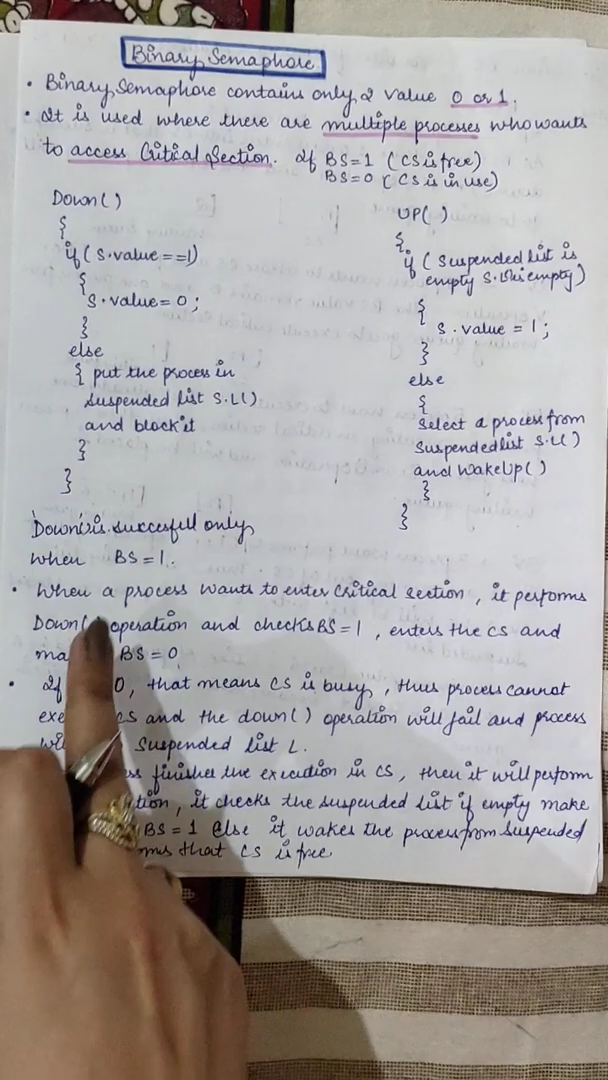 Binary Semaphore
• Binary Semaphore contains only 2 value 0 or 1.
• It is used where there are multiple processes who wants
to access Critical Section. If BS=1 (CS is free)
BS=0 (CS is in use)
Down()
{
if (S.value==1)
{
S.value=0;
}
else
{ put the process in
Suspended list S.L()
and block it
}
}
UP()
{
if (Suspended list is
empty S.L is empty)
{
S.value = 1;
}
else
{
Select a process from
Suspended list S.L()
and WakeUp()
}
}
Down() is succesful only
when BS=1.
• When a process wants to enter Critical section, it performs
Down() operation and checks BS=1, enters the CS and
BS=0
• If 0, that means CS is busy, thus process cannot
CS and the down() operation will fail and process
Suspended list L.
finishes the execution in CS, then it will perform
it checks the suspended list if empty make
BS=1 else it wakes the process from suspended
that CS is free